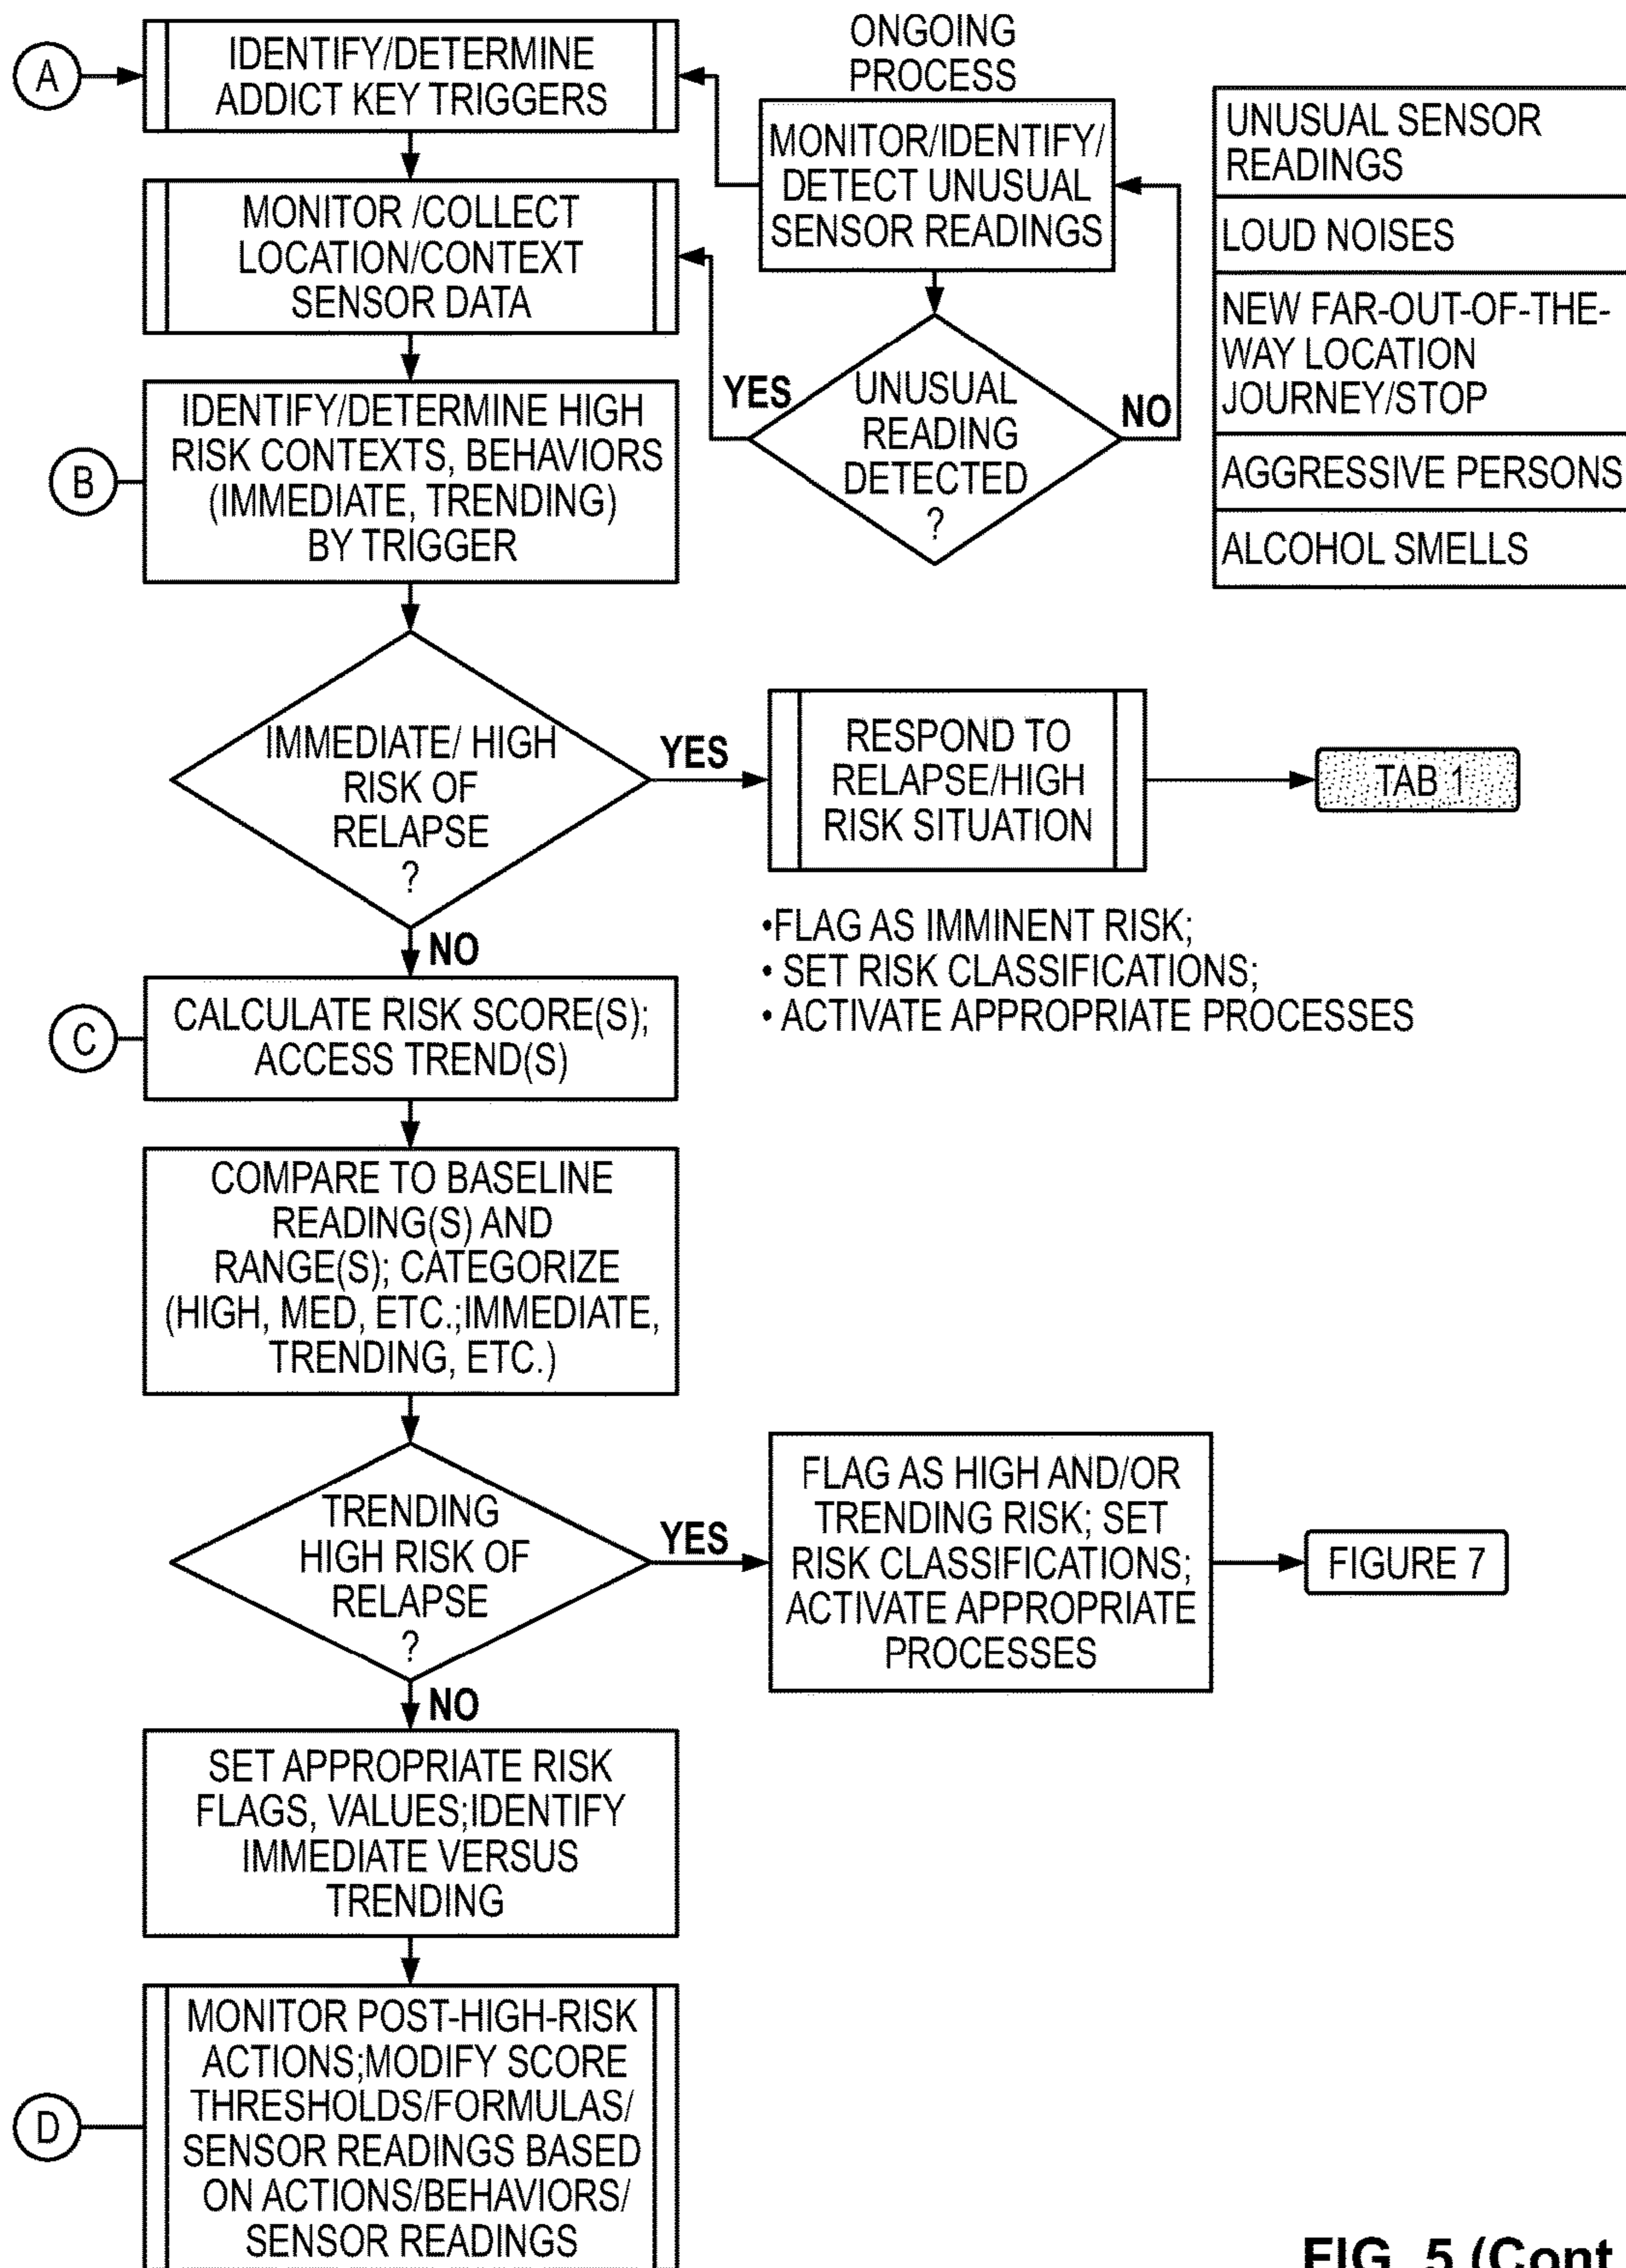 A
IDENTIFY/DETERMINE
ADDICT KEY TRIGGERS
ONGOING
PROCESS
MONITOR/IDENTIFY/
DETECT UNUSUAL
SENSOR READINGS
UNUSUAL SENSOR
READINGS
LOUD NOISES
NEW FAR-OUT-OF-THE-
WAY LOCATION
JOURNEY/STOP
AGGRESSIVE PERSONS
ALCOHOL SMELLS
MONITOR /COLLECT
LOCATION/CONTEXT
SENSOR DATA
YES
UNUSUAL
READING
DETECTED
?
NO
B
IDENTIFY/DETERMINE HIGH
RISK CONTEXTS, BEHAVIORS
(IMMEDIATE, TRENDING)
BY TRIGGER
IMMEDIATE/ HIGH
RISK OF
RELAPSE
?
YES
RESPOND TO
RELAPSE/HIGH
RISK SITUATION
TAB 1
•FLAG AS IMMINENT RISK;
• SET RISK CLASSIFICATIONS;
• ACTIVATE APPROPRIATE PROCESSES
NO
C
CALCULATE RISK SCORE(S);
ACCESS TREND(S)
COMPARE TO BASELINE
READING(S) AND
RANGE(S); CATEGORIZE
(HIGH, MED, ETC.;IMMEDIATE,
TRENDING, ETC.)
TRENDING
HIGH RISK OF
RELAPSE
?
YES
FLAG AS HIGH AND/OR
TRENDING RISK; SET
RISK CLASSIFICATIONS;
ACTIVATE APPROPRIATE
PROCESSES
FIGURE 7
NO
SET APPROPRIATE RISK
FLAGS, VALUES;IDENTIFY
IMMEDIATE VERSUS
TRENDING
D
MONITOR POST-HIGH-RISK
ACTIONS;MODIFY SCORE
THRESHOLDS/FORMULAS/
SENSOR READINGS BASED
ON ACTIONS/BEHAVIORS/
SENSOR READINGS
FIG. 5 (Cont